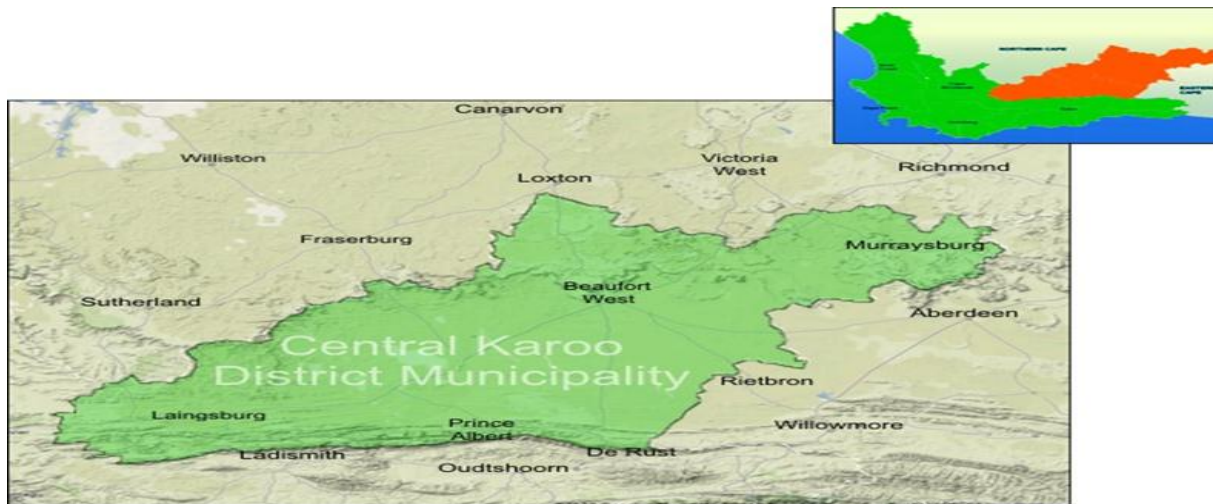 NORTHERN CAPE
EASTERN
CAPE
Canarvon
Williston
Victoria
West
Richmond
Loxton
Fraserburg
Murraysburg
Beaufort
West
Sutherland
Aberdeen
Central Karoo
District Municipality
Rietbron
Laingsburg
Prince
Albert
Willowmore
Ladismith
De Rust
Oudtshoorn